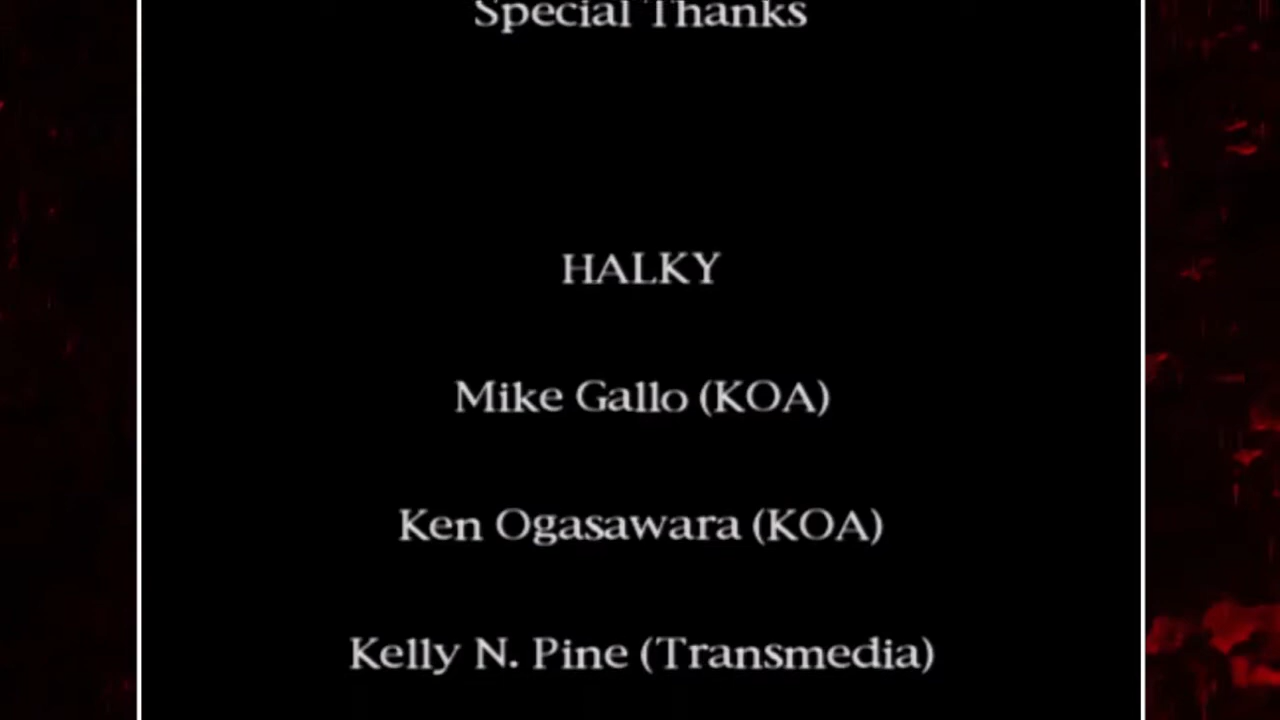 Special Thanks
HALKY
Mike Gallo (KOA)
Ken Ogasawara (KOA)
Kelly N. Pine (Transmedia)